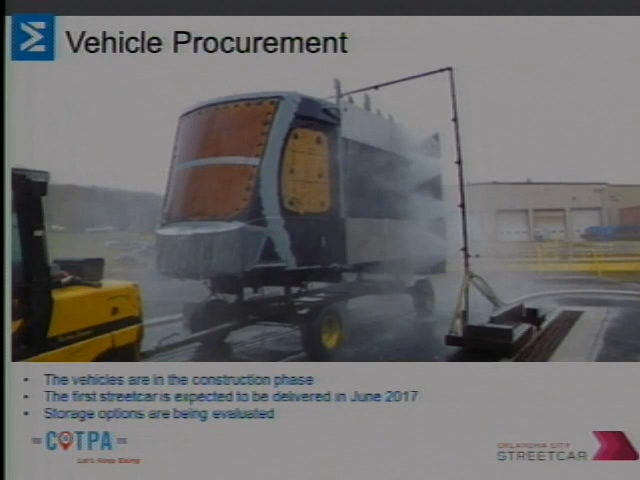 Vehicle Procurement
• The vehicles are in the construction phase
• The first streetcar is expected to be delivered in June 2017
• Storage options are being evaluated
COTPA
Let's Keep Going
OKLAHOMA CITY
STREETCAR